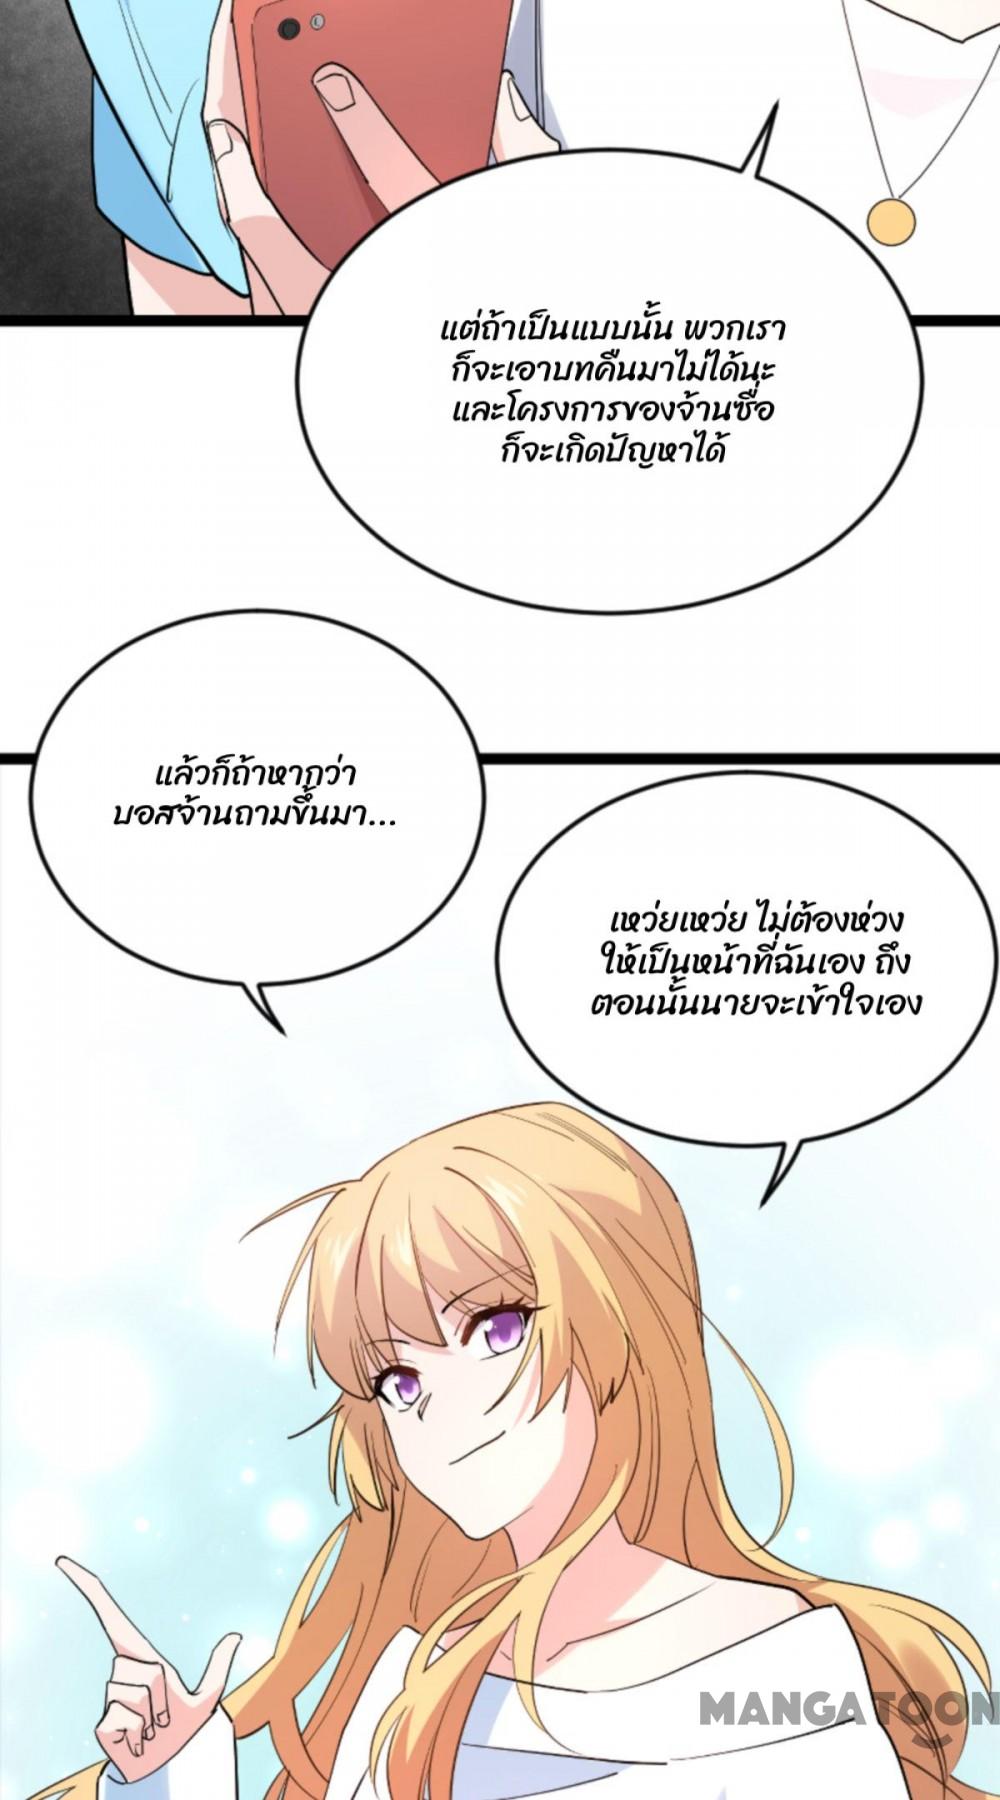 แต่ถ้าเป็นแบบนั้น พวกเรา
ก็จะเอาบทคืนมาไม่ได้นะ
และโครงการของจ้านซื่อ
ก็จะเกิดปัญหาได้
แล้วก็ถ้าหากว่า
บอสจ้านถามขึ้นมา...
เหว่ยเหว่ย ไม่ต้องห่วง
ให้เป็นหน้าที่ฉันเอง ถึง
ตอนนั้นนายจะเข้าใจเอง
MANGATOON